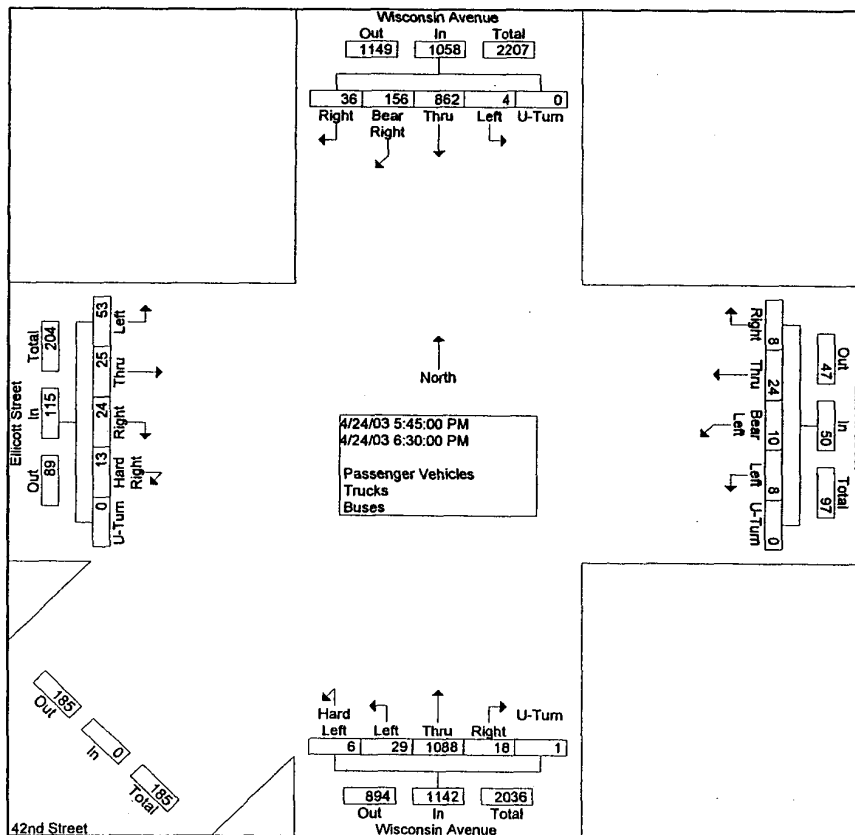 Wisconsin Avenue
Out In Total
1149 1058 2207
36 156 862 4 0
Right Bear Right Thru Left U-Turn
Ellicott Street
Total In Out
204 115 89
53 25 24 13 0
Left Thru Right Hard Right U-Turn
North
4/24/03 5:45:00 PM
4/24/03 6:30:00 PM
Passenger Vehicles
Trucks
Buses
Right Thru Bear Left Left U-Turn
8 24 10 8 0
Out In Total
47 50 97
185 0 185
Out In Total
42nd Street
Hard Left Left Thru Right U-Turn
6 29 1088 18 1
894 1142 2036
Out In Total
Wisconsin Avenue